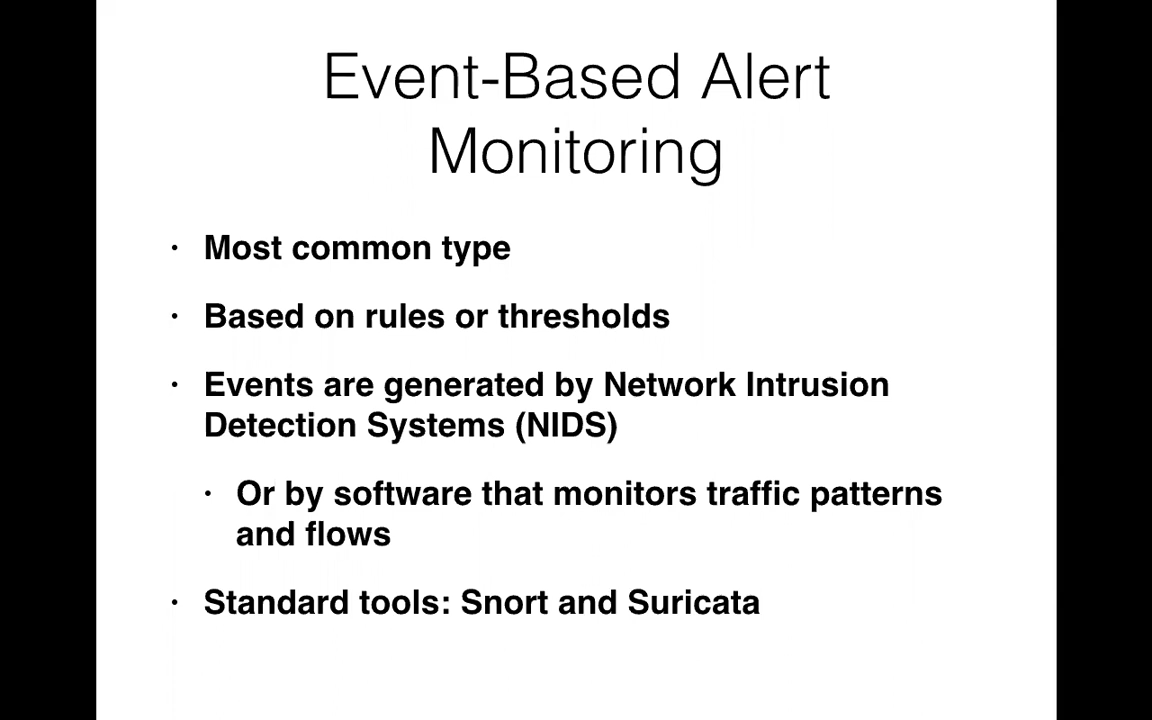 Event-Based Alert
Monitoring
• Most common type
• Based on rules or thresholds
• Events are generated by Network Intrusion
Detection Systems (NIDS)
• Or by software that monitors traffic patterns
and flows
• Standard tools: Snort and Suricata